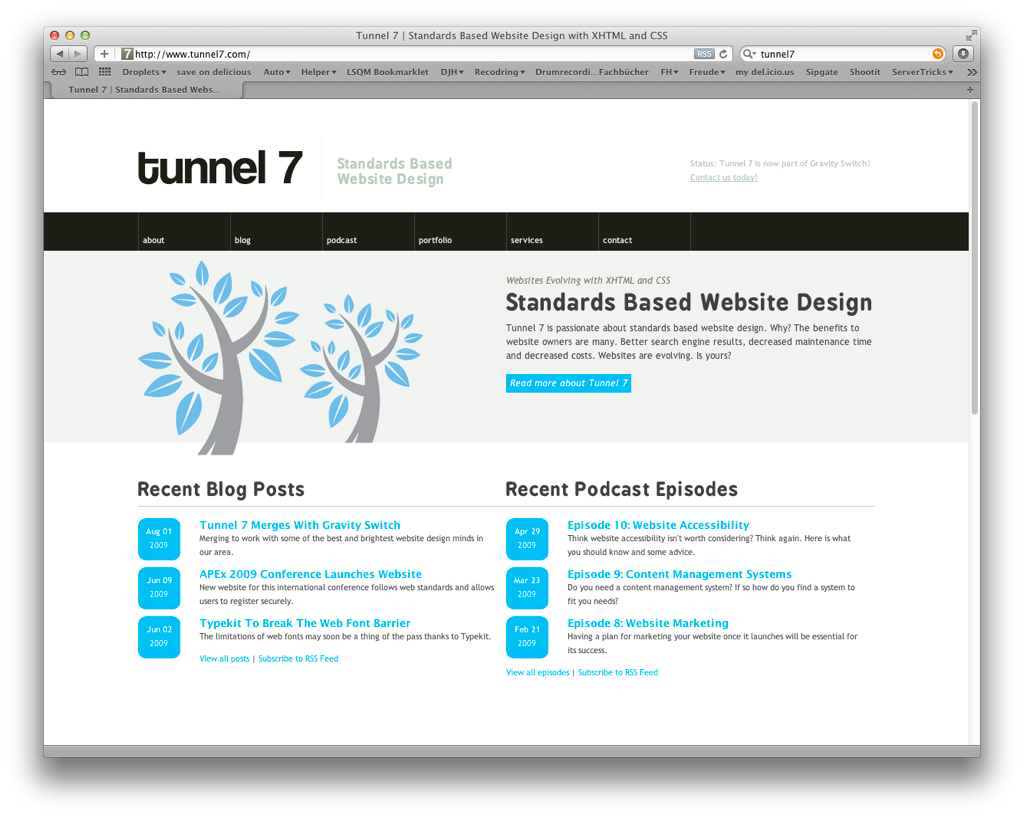 Tunnel 7 | Standards Based Website Design with XHTML and CSS
7 http://www.tunnel7.com/ RSS tunnel7
Droplets save on delicious Auto Helper LSQM Bookmarklet DJH Recodring Drumrecordi...Fachbücher FH Freude my del.icio.us Sipgate Shootit ServerTricks
Tunnel 7 | Standards Based Webs...
tunnel 7
Standards Based
Website Design
Status: Tunnel 7 is now part of Gravity Switch!
Contact us today!
about blog podcast portfolio services contact
Websites Evolving with XHTML and CSS
Standards Based Website Design
Tunnel 7 is passionate about standards based website design. Why? The benefits to
website owners are many. Better search engine results, decreased maintenance time
and decreased costs. Websites are evolving. Is yours?
Read more about Tunnel 7
Recent Blog Posts
Aug 01
2009
Tunnel 7 Merges With Gravity Switch
Merging to work with some of the best and brightest website design minds in
our area.
Jun 09
2009
APEx 2009 Conference Launches Website
New website for this international conference follows web standards and allows
users to register securely.
Jun 02
2009
Typekit To Break The Web Font Barrier
The limitations of web fonts may soon be a thing of the pass thanks to Typekit.
View all posts | Subscribe to RSS Feed
Recent Podcast Episodes
Apr 29
2009
Episode 10: Website Accessibility
Think website accessibility isn't worth considering? Think again. Here is what
you should know and some advice.
Mar 23
2009
Episode 9: Content Management Systems
Do you need a content management system? If so how do you find a system to
fit you needs?
Feb 21
2009
Episode 8: Website Marketing
Having a plan for marketing your website once it launches will be essential for
its success.
View all episodes | Subscribe to RSS Feed